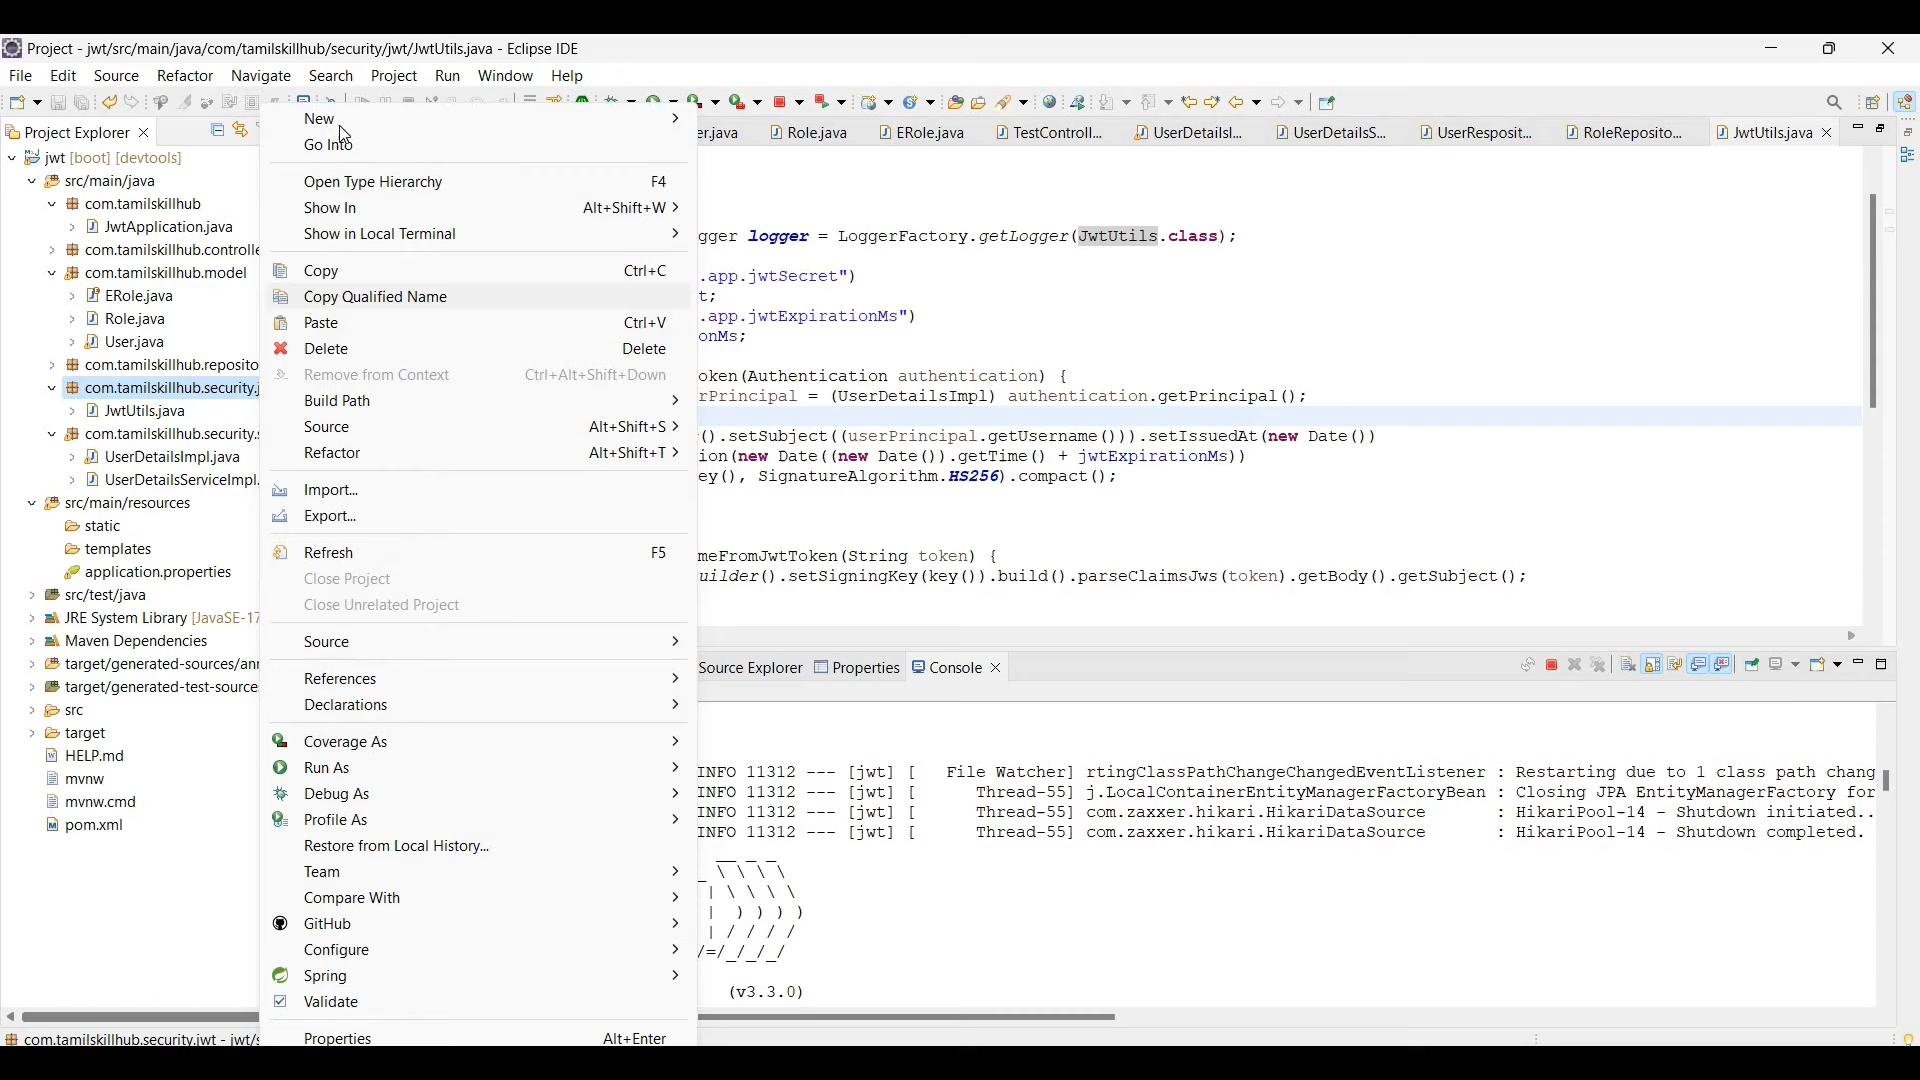 Project - jwt/src/main/java/com/tamilskillhub/security/jwt/JwtUtils.java - Eclipse IDE
File Edit Source Refactor Navigate Search Project Run Window Help
Project Explorer
jwt [boot] [devtools]
src/main/java
com.tamilskillhub
JwtApplication.java
com.tamilskillhub.controlle
com.tamilskillhub.model
ERole.java
Role.java
User.java
com.tamilskillhub.reposito
com.tamilskillhub.security.j
JwtUtils.java
com.tamilskillhub.security.s
UserDetailsImpl.java
UserDetailsServiceImpl.
src/main/resources
static
templates
application.properties
src/test/java
JRE System Library [JavaSE-17
Maven Dependencies
target/generated-sources/ann
target/generated-test-source
src
target
HELP.md
mvnw
mvnw.cmd
pom.xml
New
Go Into
Open Type Hierarchy F4
Show In Alt+Shift+W
Show in Local Terminal
Copy Ctrl+C
Copy Qualified Name
Paste Ctrl+V
Delete Delete
Remove from Context Ctrl+Alt+Shift+Down
Build Path
Source Alt+Shift+S
Refactor Alt+Shift+T
Import...
Export...
Refresh F5
Close Project
Close Unrelated Project
Source
References
Declarations
Coverage As
Run As
Debug As
Profile As
Restore from Local History...
Team
Compare With
GitHub
Configure
Spring
Validate
Properties Alt+Enter
er.java Role.java ERole.java TestControll... UserDetailsI... UserDetailsS... UserResposit... RoleReposito... JwtUtils.java
gger logger = LoggerFactory.getLogger(JwtUtils.class);
.app.jwtSecret")
t;
.app.jwtExpirationMs")
onMs;
oken(Authentication authentication) {
rPrincipal = (UserDetailsImpl) authentication.getPrincipal();
().setSubject((userPrincipal.getUsername())).setIssuedAt(new Date())
ion(new Date((new Date()).getTime() + jwtExpirationMs))
ey(), SignatureAlgorithm.HS256).compact();
meFromJwtToken(String token) {
uilder().setSigningKey(key()).build().parseClaimsJws(token).getBody().getSubject();
Source Explorer Properties Console
INFO 11312 --- [jwt] [ File Watcher] rtingClassPathChangeChangedEventListener : Restarting due to 1 class path chang
INFO 11312 --- [jwt] [ Thread-55] j.LocalContainerEntityManagerFactoryBean : Closing JPA EntityManagerFactory for
INFO 11312 --- [jwt] [ Thread-55] com.zaxxer.hikari.HikariDataSource : HikariPool-14 - Shutdown initiated..
INFO 11312 --- [jwt] [ Thread-55] com.zaxxer.hikari.HikariDataSource : HikariPool-14 - Shutdown completed.
__ _ _
_ \ \ \ \
| \ \ \ \
| ) ) ) )
| / / / /
/=/_/_/_/
(v3.3.0)
com.tamilskillhub.security.jwt - jwt/s